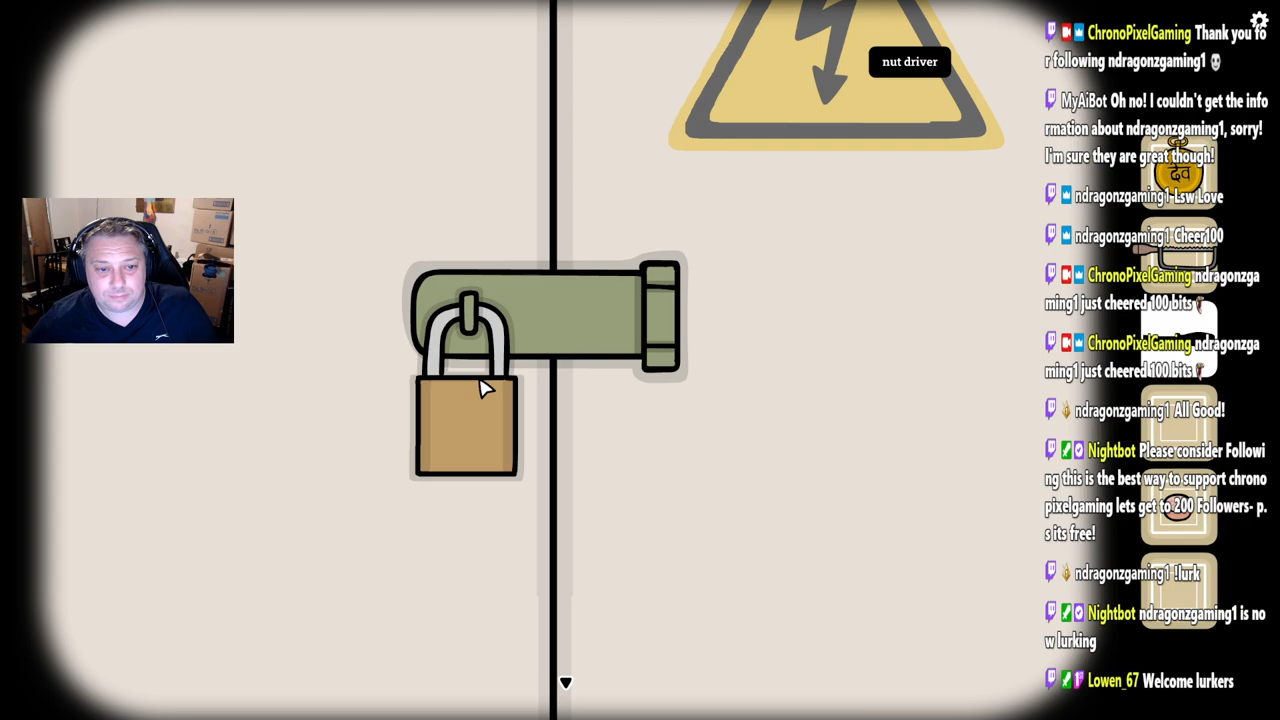 nut driver
ChronoPixelGaming Thank you fo
r following ndragonzgaming1
MyAiBot Oh no! I couldn't get the info
rmation about ndragonzgaming1, sorry!
I'm sure they are great though!
देव
ndragonzgaming1 Lsw Love
ndragonzgaming1 Cheer100
ChronoPixelGaming ndragonzga
ming1 just cheered 100 bits
ChronoPixelGaming ndragonzga
ming1 just cheered 100 bits
ndragonzgaming1 All Good!
Nightbot Please consider Followi
ng this is the best way to support chrono
pixelgaming lets get to 200 Followers- p.
s its free!
ndragonzgaming1 !lurk
Nightbot ndragonzgaming1 is no
w lurking
Lowen_67 Welcome lurkers